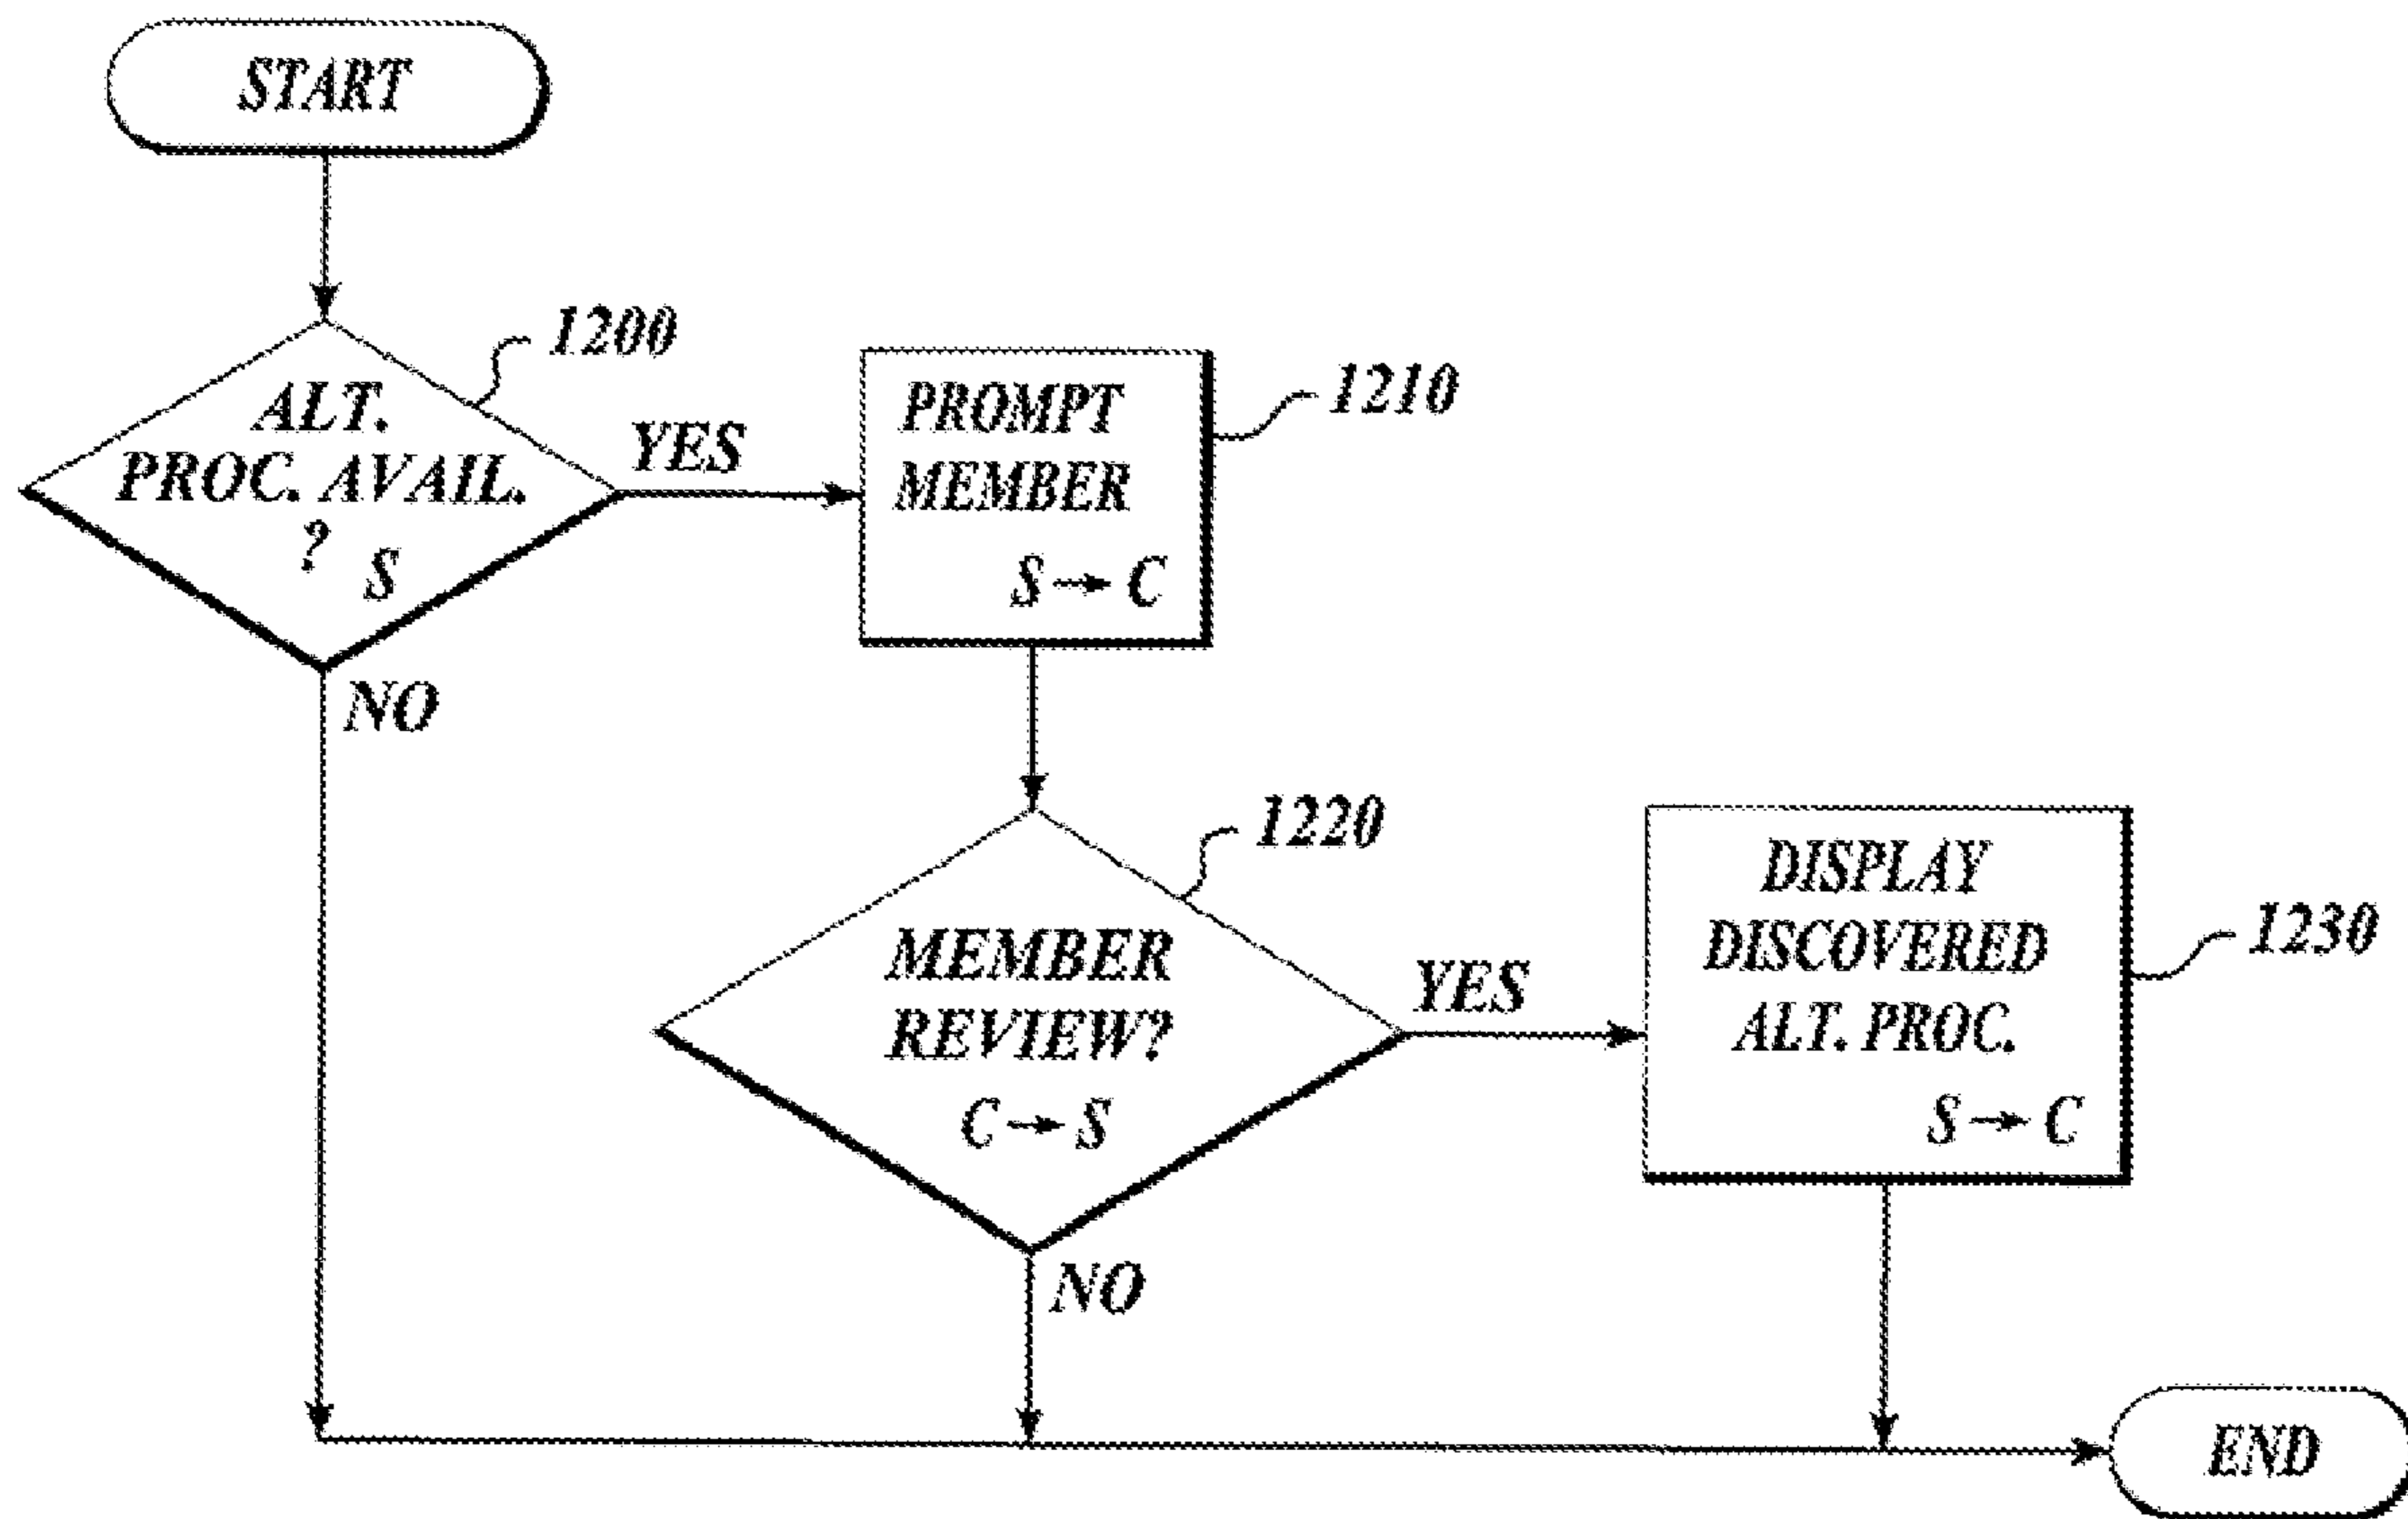 START
1200
ALT.
PROC. AVAIL.
?
S
YES
NO
PROMPT
MEMBER
S → C
1210
1220
MEMBER
REVIEW?
C → S
YES
NO
DISPLAY
DISCOVERED
ALT. PROC.
S → C
1230
END